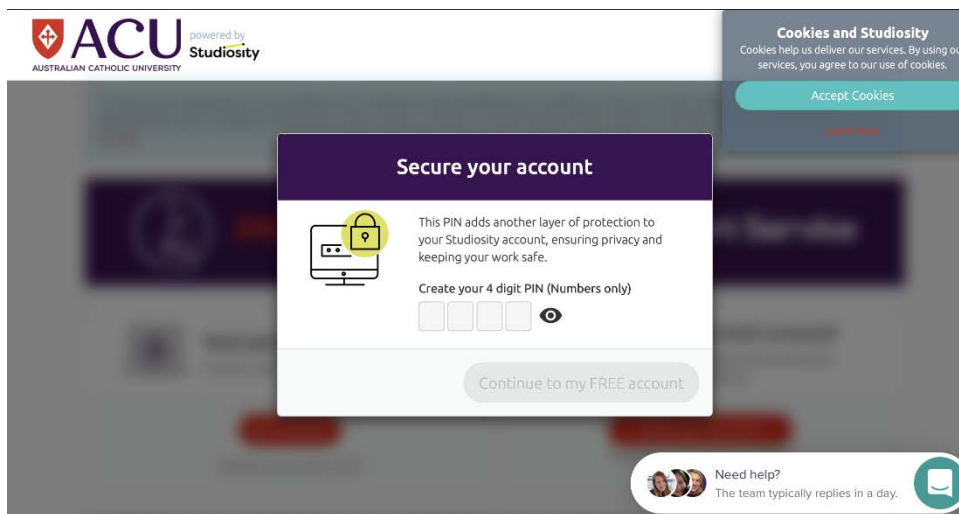 ACU
AUSTRALIAN CATHOLIC UNIVERSITY
powered by
Studiosity
Cookies and Studiosity
Cookies help us deliver our services. By using
services, you agree to our use of cookies.
Accept Cookies
Secure your account
This PIN adds another layer of protection to
your Studiosity account, ensuring privacy and
keeping your work safe.
Create your 4 digit PIN (Numbers only)
Continue to my FREE account
Need help?
The team typically replies in a day.